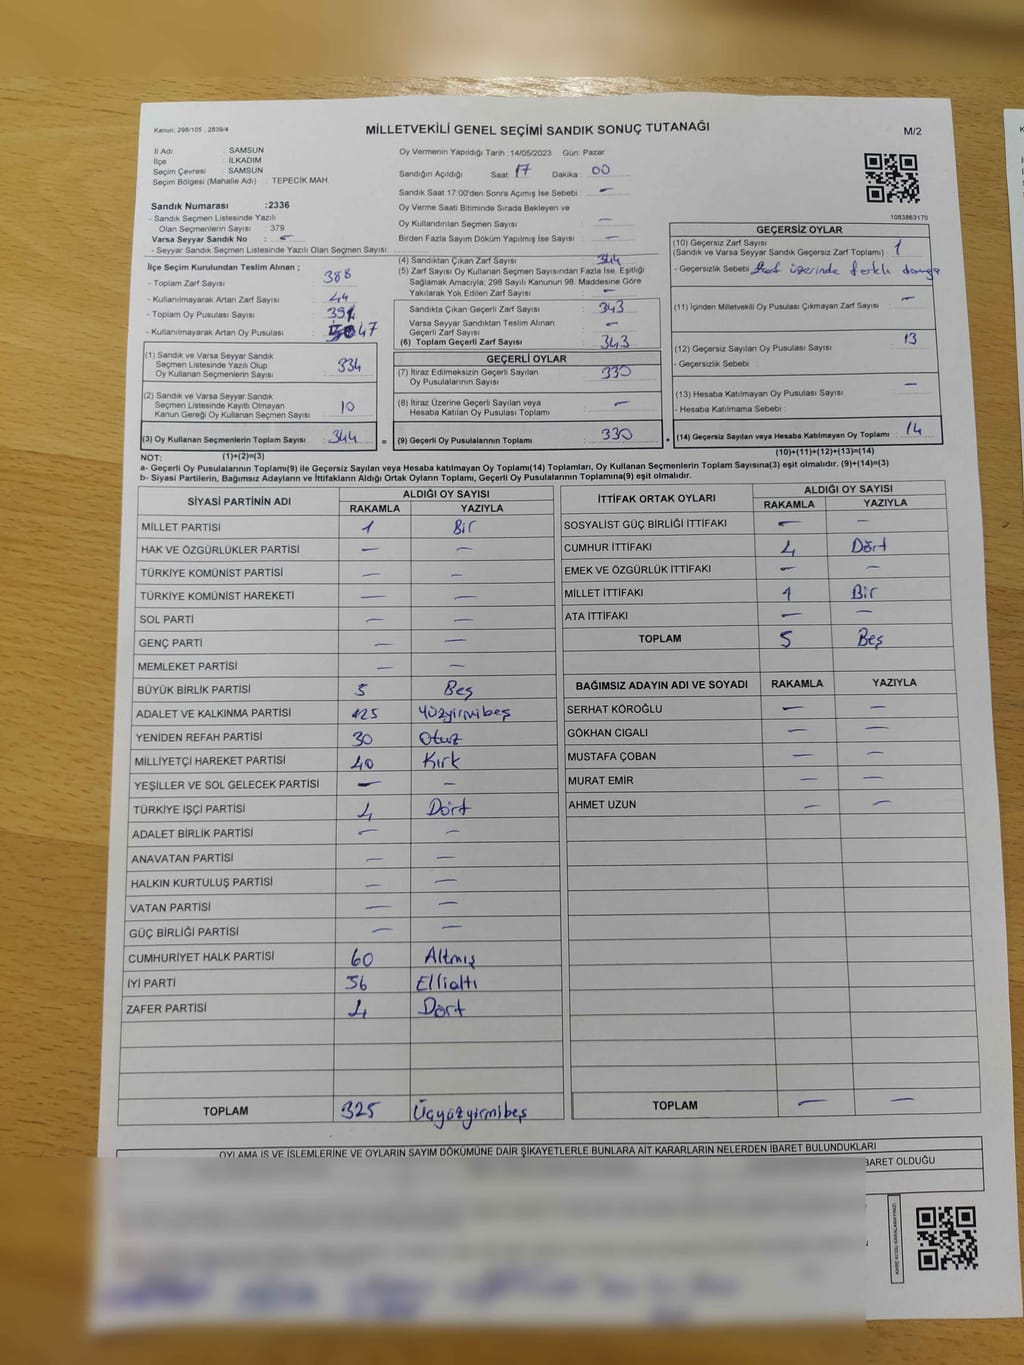 Kanun: 298/105 , 2839/4
MİLLETVEKİLİ GENEL SEÇİMİ SANDIK SONUÇ TUTANAĞI
M/2
İl Adı : SAMSUN
İlçe : İLKADIM
Seçim Çevresi : SAMSUN
Seçim Bölgesi (Mahalle Adı) : TEPECİK MAH.
Sandık Numarası :2336
- Sandık Seçmen Listesinde Yazılı
Olan Seçmenlerin Sayısı 379
Varsa Seyyar Sandık No : –
- Seyyar Sandık Seçmen Listesinde Yazılı Olan Seçmen Sayısı:
Oy Vermenin Yapıldığı Tarih :14/05/2023 Gün: Pazar
Sandığın Açıldığı Saat: 17 Dakika : 00
Sandık Saat 17:00'den Sonra Açımış İse Sebebi : –
Oy Verme Saati Bitiminde Sırada Bekleyen ve
Oy Kullandırılan Seçmen Sayısı : –
Birden Fazla Sayım Döküm Yapılmış İse Sayısı : –
1083863170
İlçe Seçim Kurulundan Teslim Alınan ;
- Toplam Zarf Sayısı : 388
- Kullanılmayarak Artan Zarf Sayısı : 44
- Toplam Oy Pusulası Sayısı :
- Kullanılmayarak Artan Oy Pusulası : 47
(1) Sandık ve Varsa Seyyar Sandık
Seçmen Listesinde Yazılı Olup
Oy Kullanan Seçmenlerin Sayısı : 334
(2) Sandık ve Varsa Seyyar Sandık
Seçmen Listelerinde Kayıtlı Olmayan
Kanun Gereği Oy Kullanan Seçmen Sayısı : 10
(3) Oy Kullanan Seçmenlerin Toplam Sayısı : 344 =
(4) Sandıktan Çıkan Zarf Sayısı : 344
(5) Zarf Sayısı Oy Kullanan Seçmen Sayısından Fazla İse, Eşitliği
Sağlamak Amacıyla; 298 Sayılı Kanunun 98. Maddesine Göre
Yakılarak Yok Edilen Zarf Sayısı : –
Sandıkta Çıkan Geçerli Zarf Sayısı : 343
Varsa Seyyar Sandıktan Teslim Alınan
Geçerli Zarf Sayısı : –
(6) Toplam Geçerli Zarf Sayısı : 343
GEÇERLİ OYLAR
(7) İtiraz Edilmeksizin Geçerli Sayılan
Oy Pusulalarının Sayısı : 330
(8) İtiraz Üzerine Geçerli Sayılan veya
Hesaba Katılan Oy Pusulası Toplamı : –
(9) Geçerli Oy Pusulalarının Toplamı : 330 +
GEÇERSİZ OYLAR
(10) Geçersiz Zarf Sayısı
(Sandık ve Varsa Seyyar Sandık Geçersiz Zarf Toplamı) : 1
- Geçersizlik Sebebi : Zarf üzerinde farklı damga
(11) İçinden Milletvekili Oy Pusulası Çıkmayan Zarf Sayısı : –
(12) Geçersiz Sayılan Oy Pusulası Sayısı : 13
- Geçersizlik Sebebi :
(13) Hesaba Katılmayan Oy Pusulası Sayısı : –
- Hesaba Katılmama Sebebi :
(14) Geçersiz Sayılan veya Hesaba Katılmayan Oy Toplamı : 14
NOT: (1)+(2)=(3) (10)+(11)+(12)+(13)=(14)
a- Geçerli Oy Pusulalarının Toplamı(9) ile Geçersiz Sayılan veya Hesaba katılmayan Oy Toplamı(14) Toplamları, Oy Kullanan Seçmenlerin Toplam Sayısına(3) eşit olmalıdır. (9)+(14)=(3)
b- Siyasi Partilerin, Bağımsız Adayların ve İttifakların Aldığı Ortak Oyların Toplamı, Geçerli Oy Pusulalarının Toplamına(9) eşit olmalıdır.
SİYASİ PARTİNİN ADI ALDIĞI OY SAYISI
RAKAMLA YAZIYLA
MİLLET PARTİSİ 1 Bir
HAK VE ÖZGÜRLÜKLER PARTİSİ – –
TÜRKİYE KOMÜNİST PARTİSİ – –
TÜRKİYE KOMÜNİST HAREKETİ – –
SOL PARTİ – –
GENÇ PARTİ – –
MEMLEKET PARTİSİ – –
BÜYÜK BİRLİK PARTİSİ 5 Beş
ADALET VE KALKINMA PARTİSİ 125 Yüzyirmibeş
YENİDEN REFAH PARTİSİ 30 Otuz
MİLLİYETÇİ HAREKET PARTİSİ 40 Kırk
YEŞİLLER VE SOL GELECEK PARTİSİ – –
TÜRKİYE İŞÇİ PARTİSİ 4 Dört
ADALET BİRLİK PARTİSİ – –
ANAVATAN PARTİSİ – –
HALKIN KURTULUŞ PARTİSİ – –
VATAN PARTİSİ – –
GÜÇ BİRLİĞİ PARTİSİ – –
CUMHURİYET HALK PARTİSİ 60 Altmış
İYİ PARTİ 56 Ellialtı
ZAFER PARTİSİ 4 Dört
TOPLAM 325 Üçyüzyirmibeş
İTTİFAK ORTAK OYLARI ALDIĞI OY SAYISI
RAKAMLA YAZIYLA
SOSYALİST GÜÇ BİRLİĞİ İTTİFAKI – –
CUMHUR İTTİFAKI 4 Dört
EMEK VE ÖZGÜRLÜK İTTİFAKI – –
MİLLET İTTİFAKI 1 Bir
ATA İTTİFAKI – –
TOPLAM 5 Beş
BAĞIMSIZ ADAYIN ADI VE SOYADI RAKAMLA YAZIYLA
SERHAT KÖROĞLU – –
GÖKHAN CIGALI – –
MUSTAFA ÇOBAN – –
MURAT EMİR – –
AHMET UZUN – –
TOPLAM – –
OYLAMA İŞ VE İŞLEMLERİNE VE OYLARIN SAYIM DÖKÜMÜNE DAİR ŞİKAYETLERLE BUNLARA AİT KARARLARIN NELERDEN İBARET BULUNDUKLARI
BARET OLDUĞU